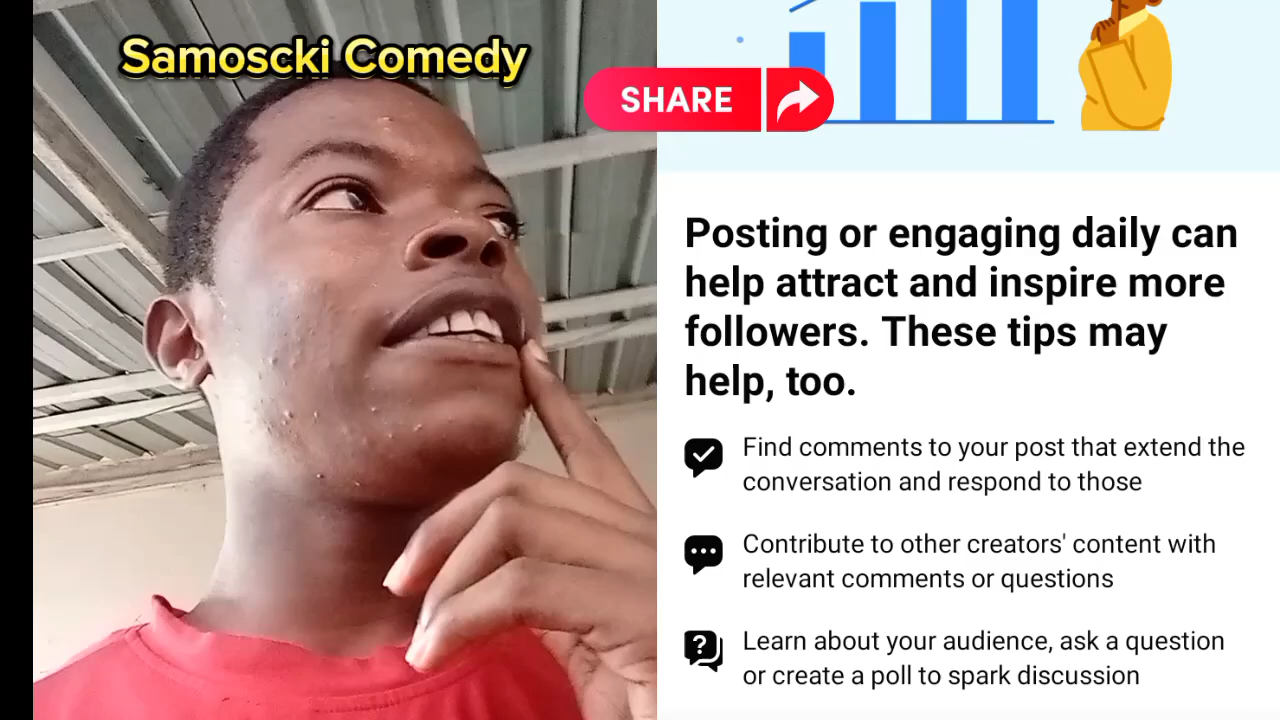 Samoscki Comedy
SHARE
Posting or engaging daily can
help attract and inspire more
followers. These tips may
help, too.
Find comments to your post that extend the
conversation and respond to those
Contribute to other creators' content with
relevant comments or questions
Learn about your audience, ask a question
or create a poll to spark discussion